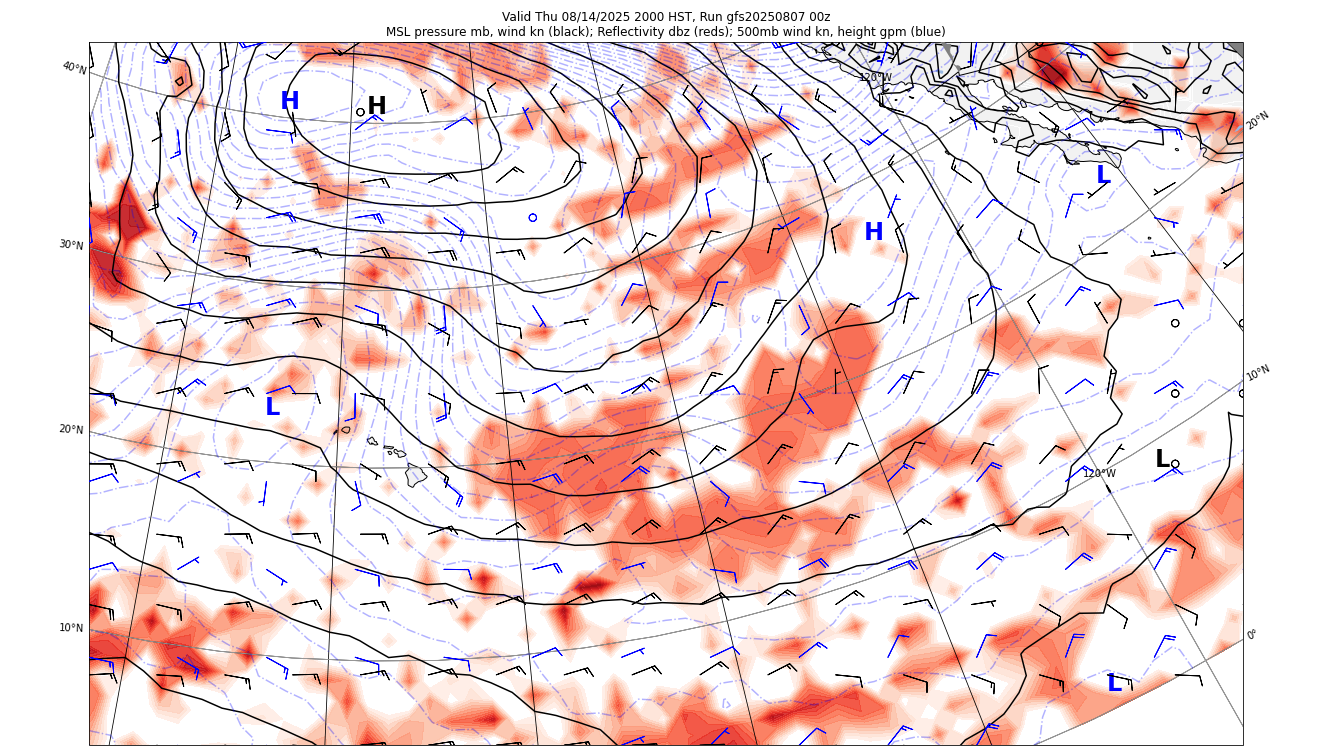 Valid Thu 08/14/2025 2000 HST, Run gfs20250807 00z
MSL pressure mb, wind kn (black); Reflectivity dbz (reds); 500mb wind kn, height gpm (blue)
40°N
120°W
20°N
H
H
L
30°N
H
10°N
L
20°N
L
120°W
10°N
0°
L